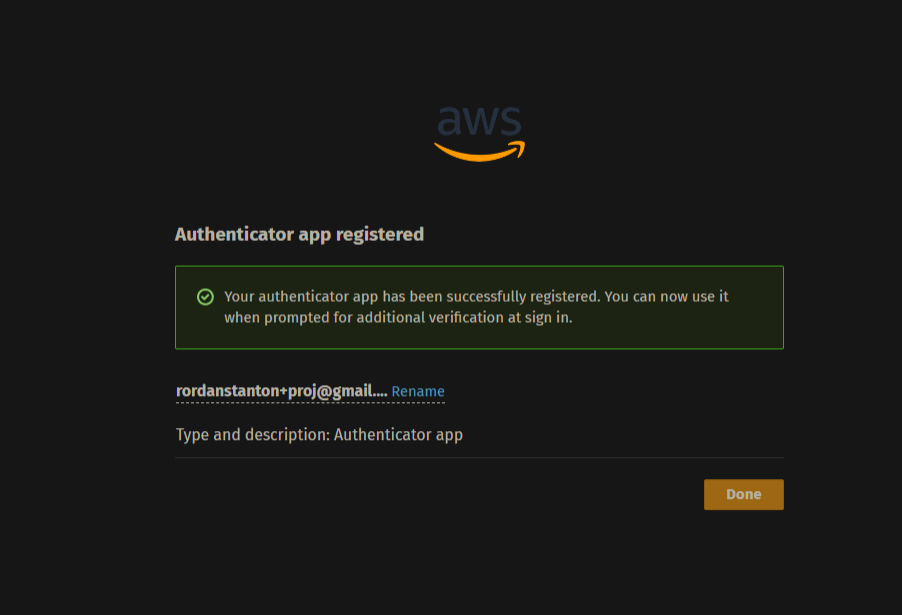 aws
Authenticator app registered
Your authenticator app has been successfully registered. You can now use it
when prompted for additional verification at sign in.
rordanstanton+proj@gmail.... Rename
Type and description: Authenticator app
Done